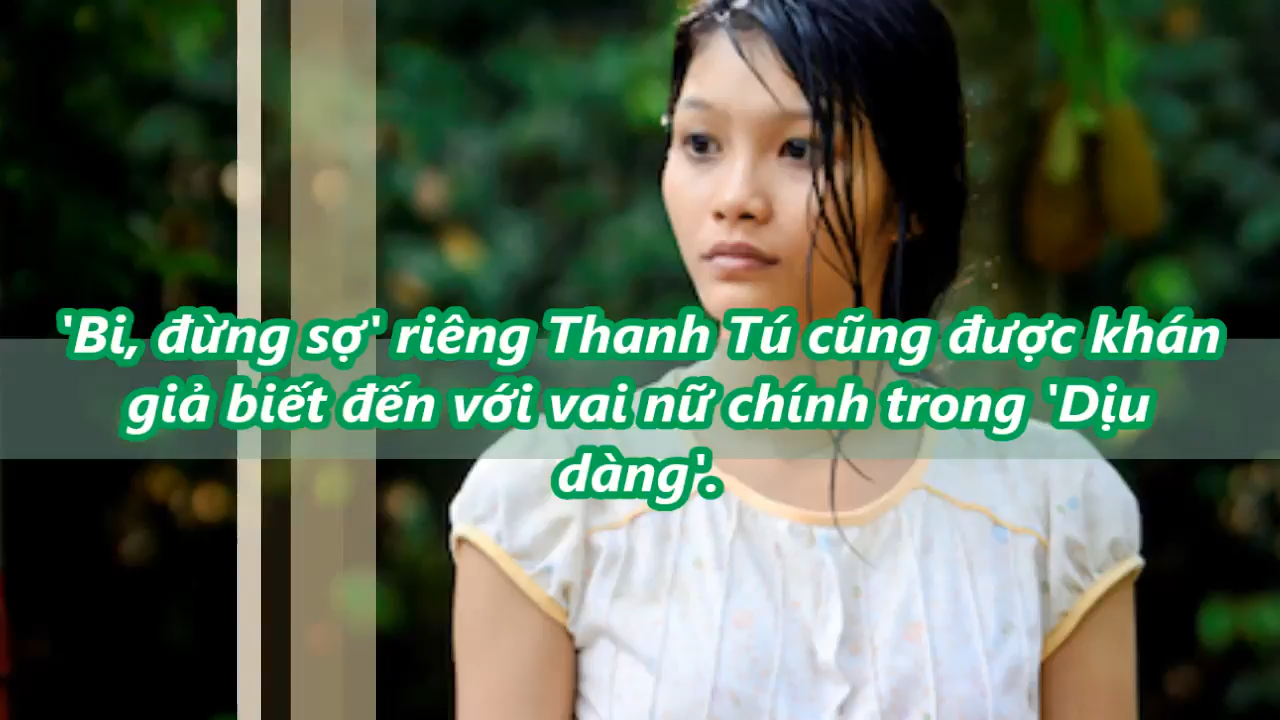 'Bi, đừng sợ' riêng Thanh Tú cũng được khán
giả biết đến với vai nữ chính trong 'Dịu
dàng'.